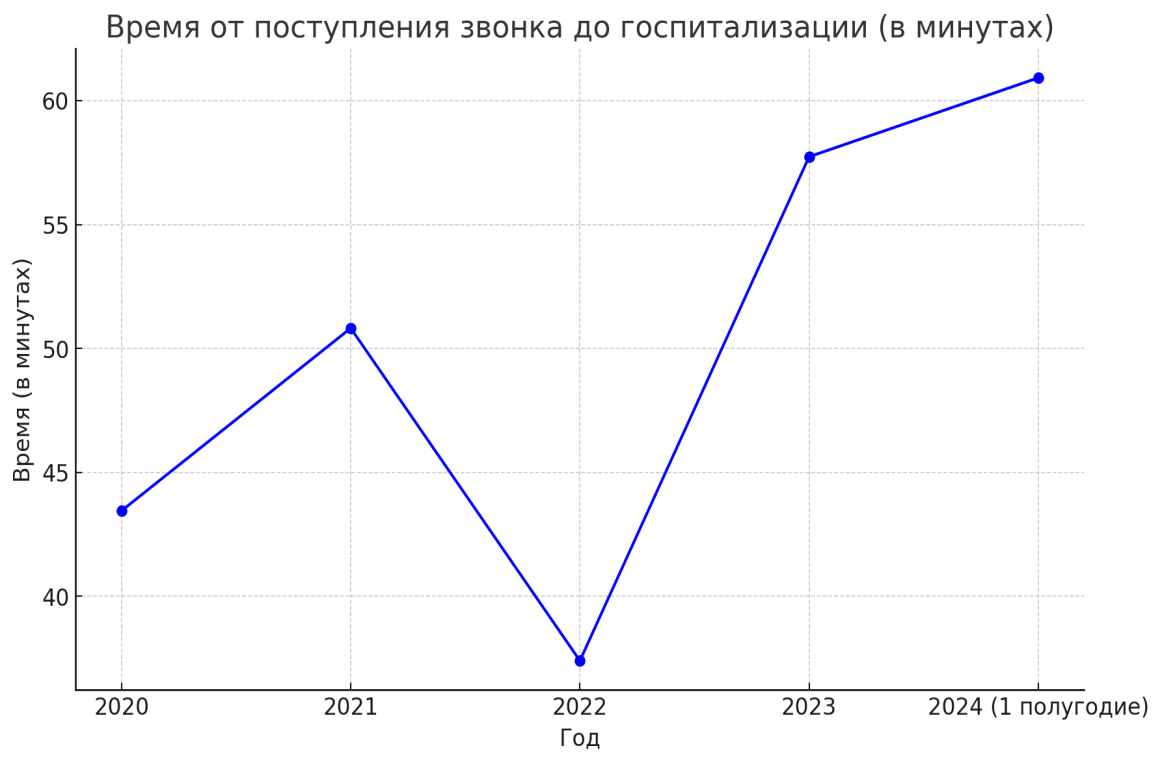 Время от поступления звонка до госпитализации (в минутах)
Время (в минутах)
60
55
50
45
40
2020 2021 2022 2023 2024 (1 полугодие)
Год